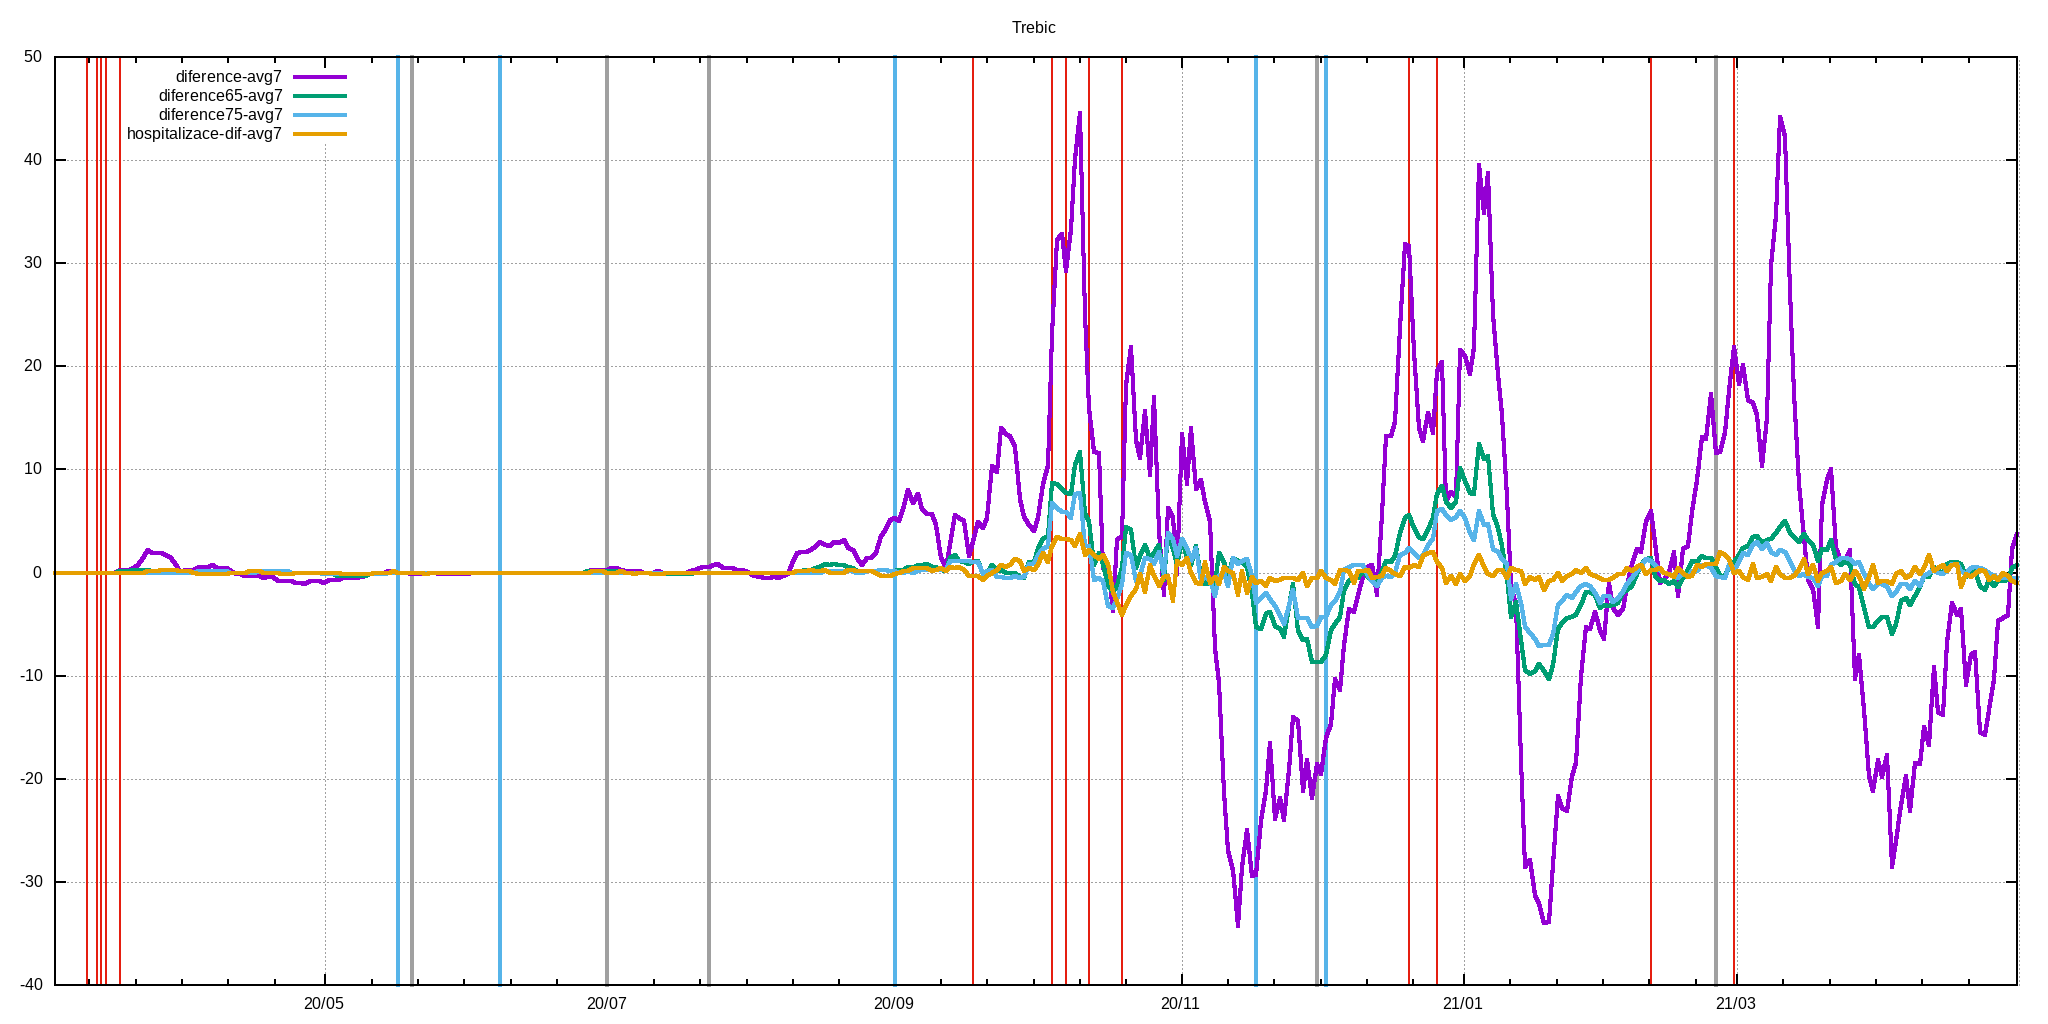 Trebic
50
40
30
20
10
0
-10
-20
-30
-40
diference-avg7
diference65-avg7
diference75-avg7
hospitalizace-dif-avg7
20/05 20/07 20/09 20/11 21/01 21/03